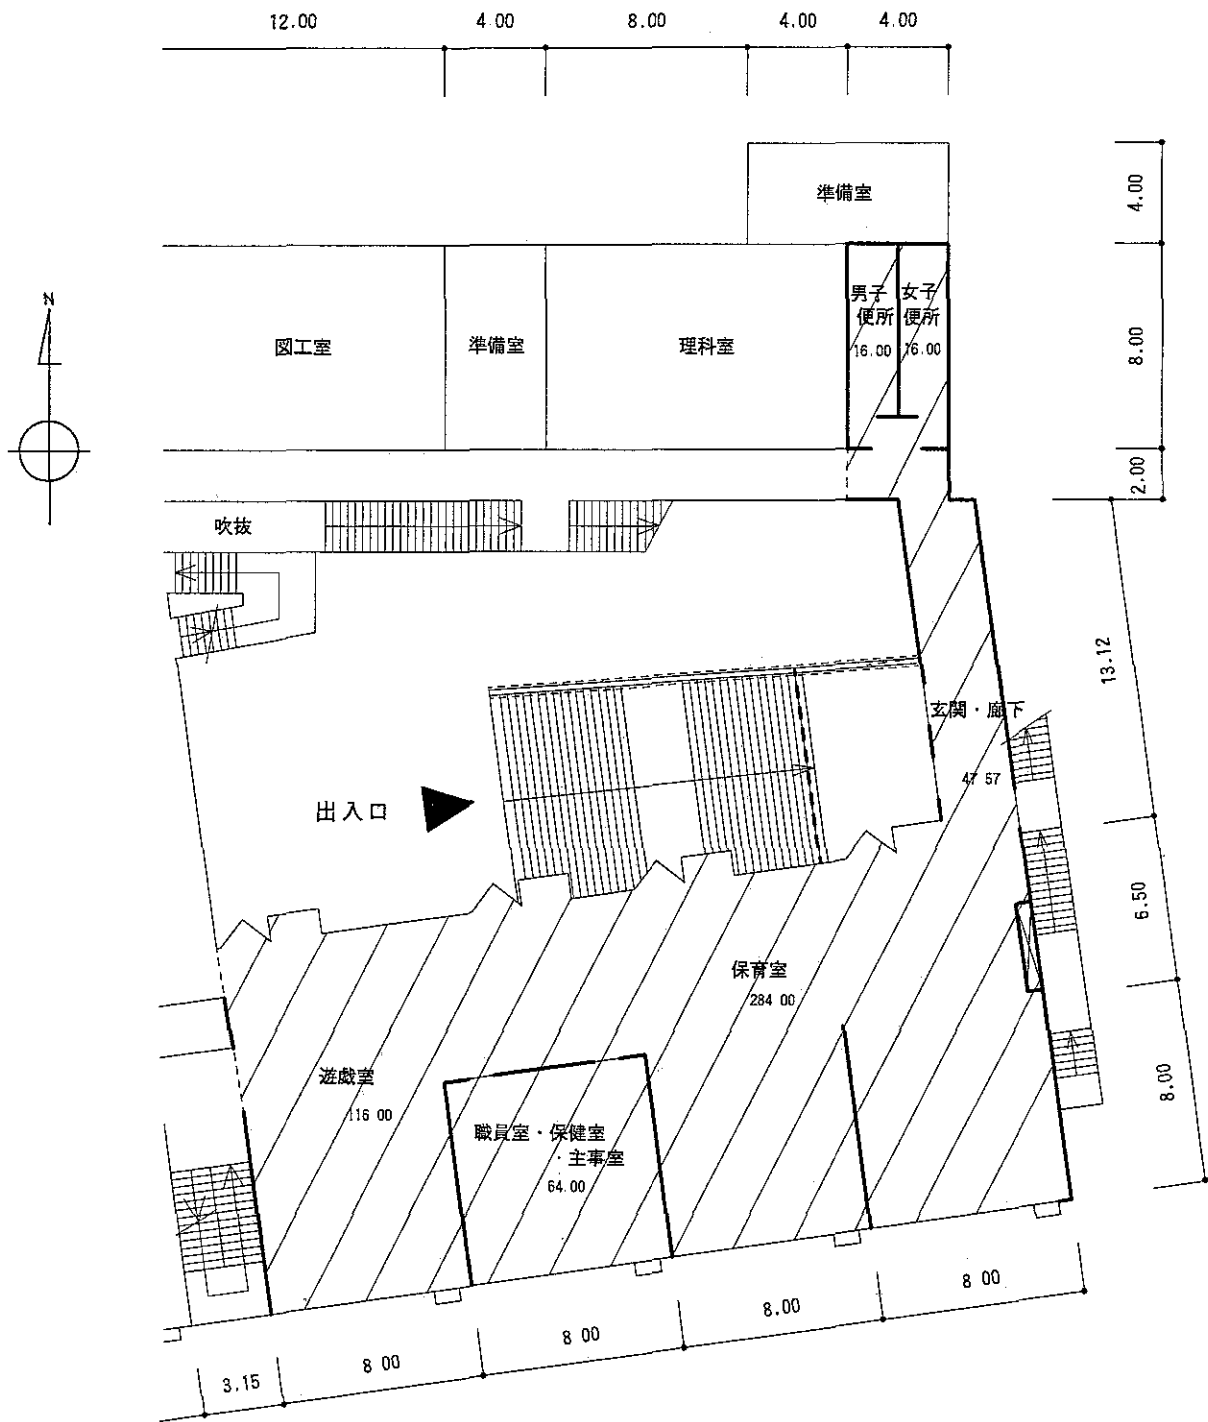 12.00 4.00 8.00 4.00 4.00
準備室
4.00
N
図工室
準備室
理科室
男子
便所
16.00
女子
便所
16.00
8.00
2.00
吹抜
13.12
玄関・廊下
47 57
出入口
6.50
保育室
284 00
遊戯室
116 00
職員室・保健室
・主事室
64.00
8.00
3.15
8 00
8 00
8.00
8 00